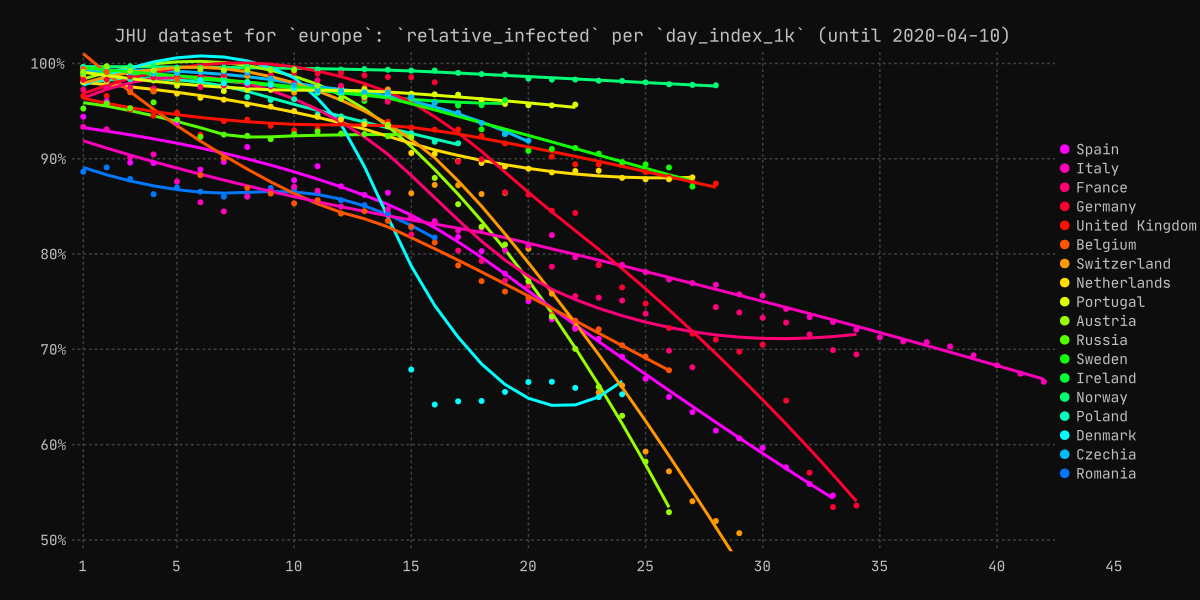 JHU dataset for `europe`: `relative_infected` per `day_index_1k` (until 2020-04-10)
100%
90%
80%
70%
60%
50%
1 5 10 15 20 25 30 35 40 45
Spain
Italy
France
Germany
United Kingdom
Belgium
Switzerland
Netherlands
Portugal
Austria
Russia
Sweden
Ireland
Norway
Poland
Denmark
Czechia
Romania